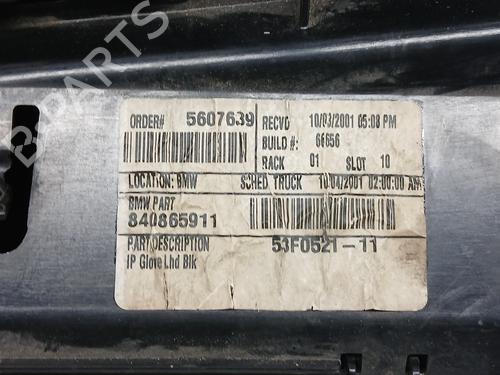 B-PARTS
ORDER# 5607639 RECVD 10/03/2001 05:08 PM
BUILD #: 66656
RACK 01 SLOT 10
LOCATION: BMW SCHED TRUCK 10/04/2001 02:00:00 AM
BMW PART
840865911
PART DESCRIPTION 53F0521-11
IP Glove Lhd Blk